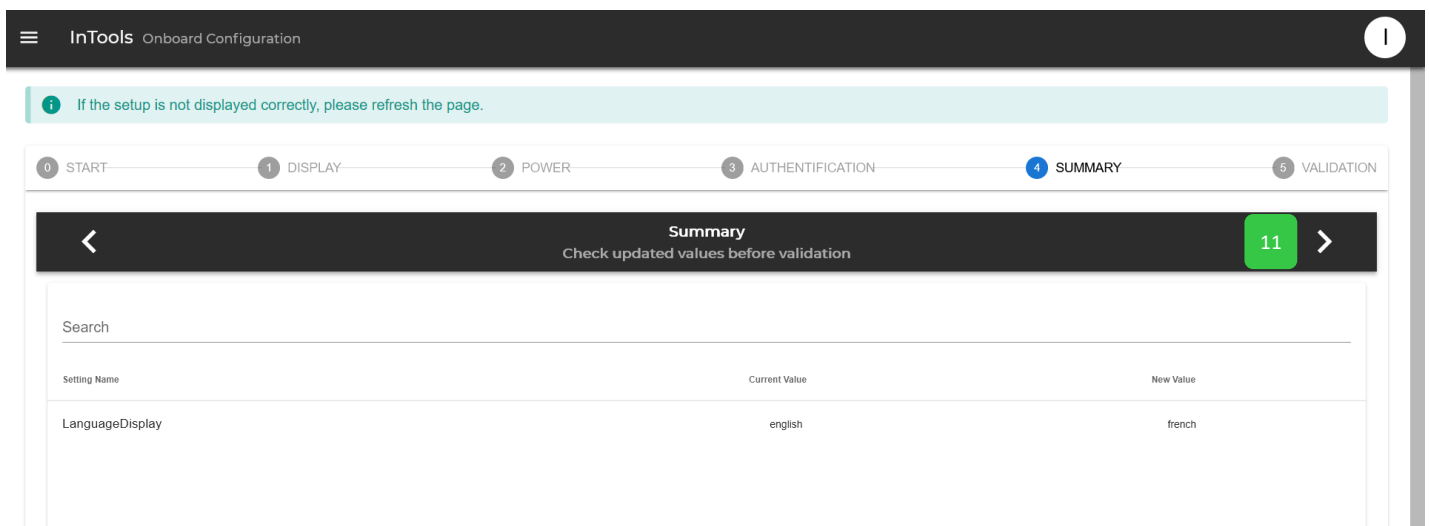 InTools Onboard Configuration
I
If the setup is not displayed correctly, please refresh the page.
0 START 1 DISPLAY 2 POWER 3 AUTHENTIFICATION 4 SUMMARY 5 VALIDATION
Summary
Check updated values before validation
11
Search
Setting Name Current Value New Value
LanguageDisplay english french